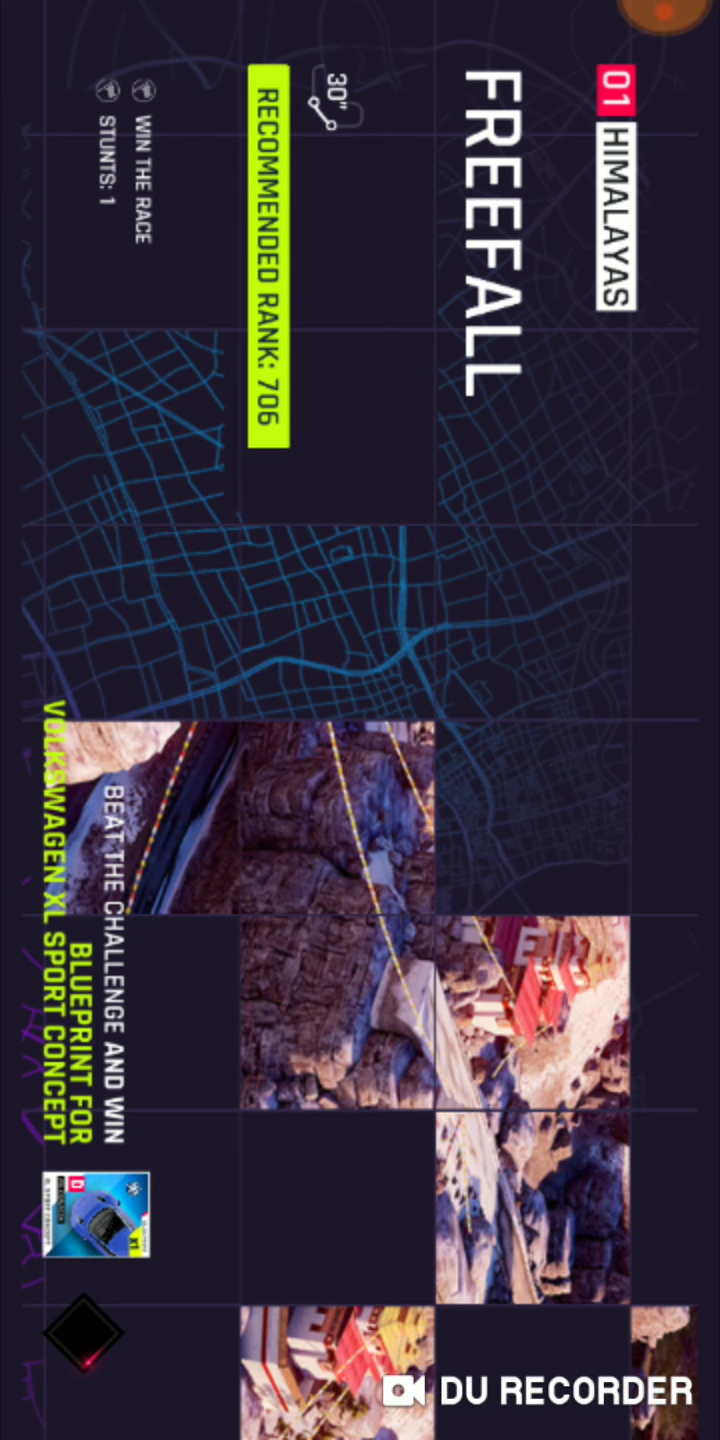 01 HIMALAYAS
FREEFALL
30"
RECOMMENDED RANK: 706
WIN THE RACE
STUNTS: 1
BEAT THE CHALLENGE AND WIN
BLUEPRINT FOR
VOLKSWAGEN XL SPORT CONCEPT
D
X1
DU RECORDER